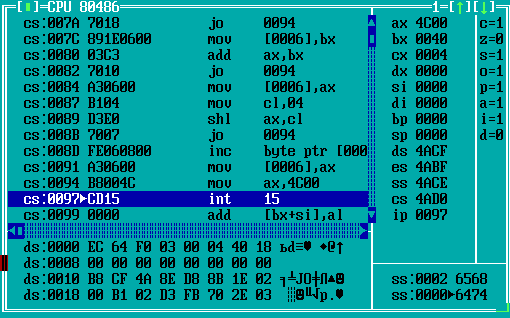 [▪]=CPU 80486 1=[↑][↓]
cs:007A 7018 jo 0094 ax 4C00 c=1
cs:007C 891E0600 mov [0006],bx bx 0040 z=0
cs:0080 03C3 add ax,bx cx 0004 s=1
cs:0082 7010 jo 0094 dx 0000 o=1
cs:0084 A30600 mov [0006],ax si 0000 p=1
cs:0087 B104 mov cl,04 di 0000 a=1
cs:0089 D3E0 shl ax,cl bp 0000 i=1
cs:008B 7007 jo 0094 sp 0000 d=0
cs:008D FE060800 inc byte ptr [000 ds 4ACF
cs:0091 A30600 mov [0006],ax es 4ABF
cs:0094 B8004C mov ax,4C00 ss 4ACE
cs:0097►CD15 int 15 cs 4AD0
cs:0099 0000 add [bx+si],al ip 0097
ds:0000 EC 64 F0 03 00 04 40 18 ьd=♥ ♦@↑
ds:0008 00 00 00 00 00 00 00 00
ds:0010 B8 CF 4A 8E D8 8B 1E 02 ss:0002 6568
ds:0018 00 B1 02 D3 FB 70 2E 03 ss:0000►6474